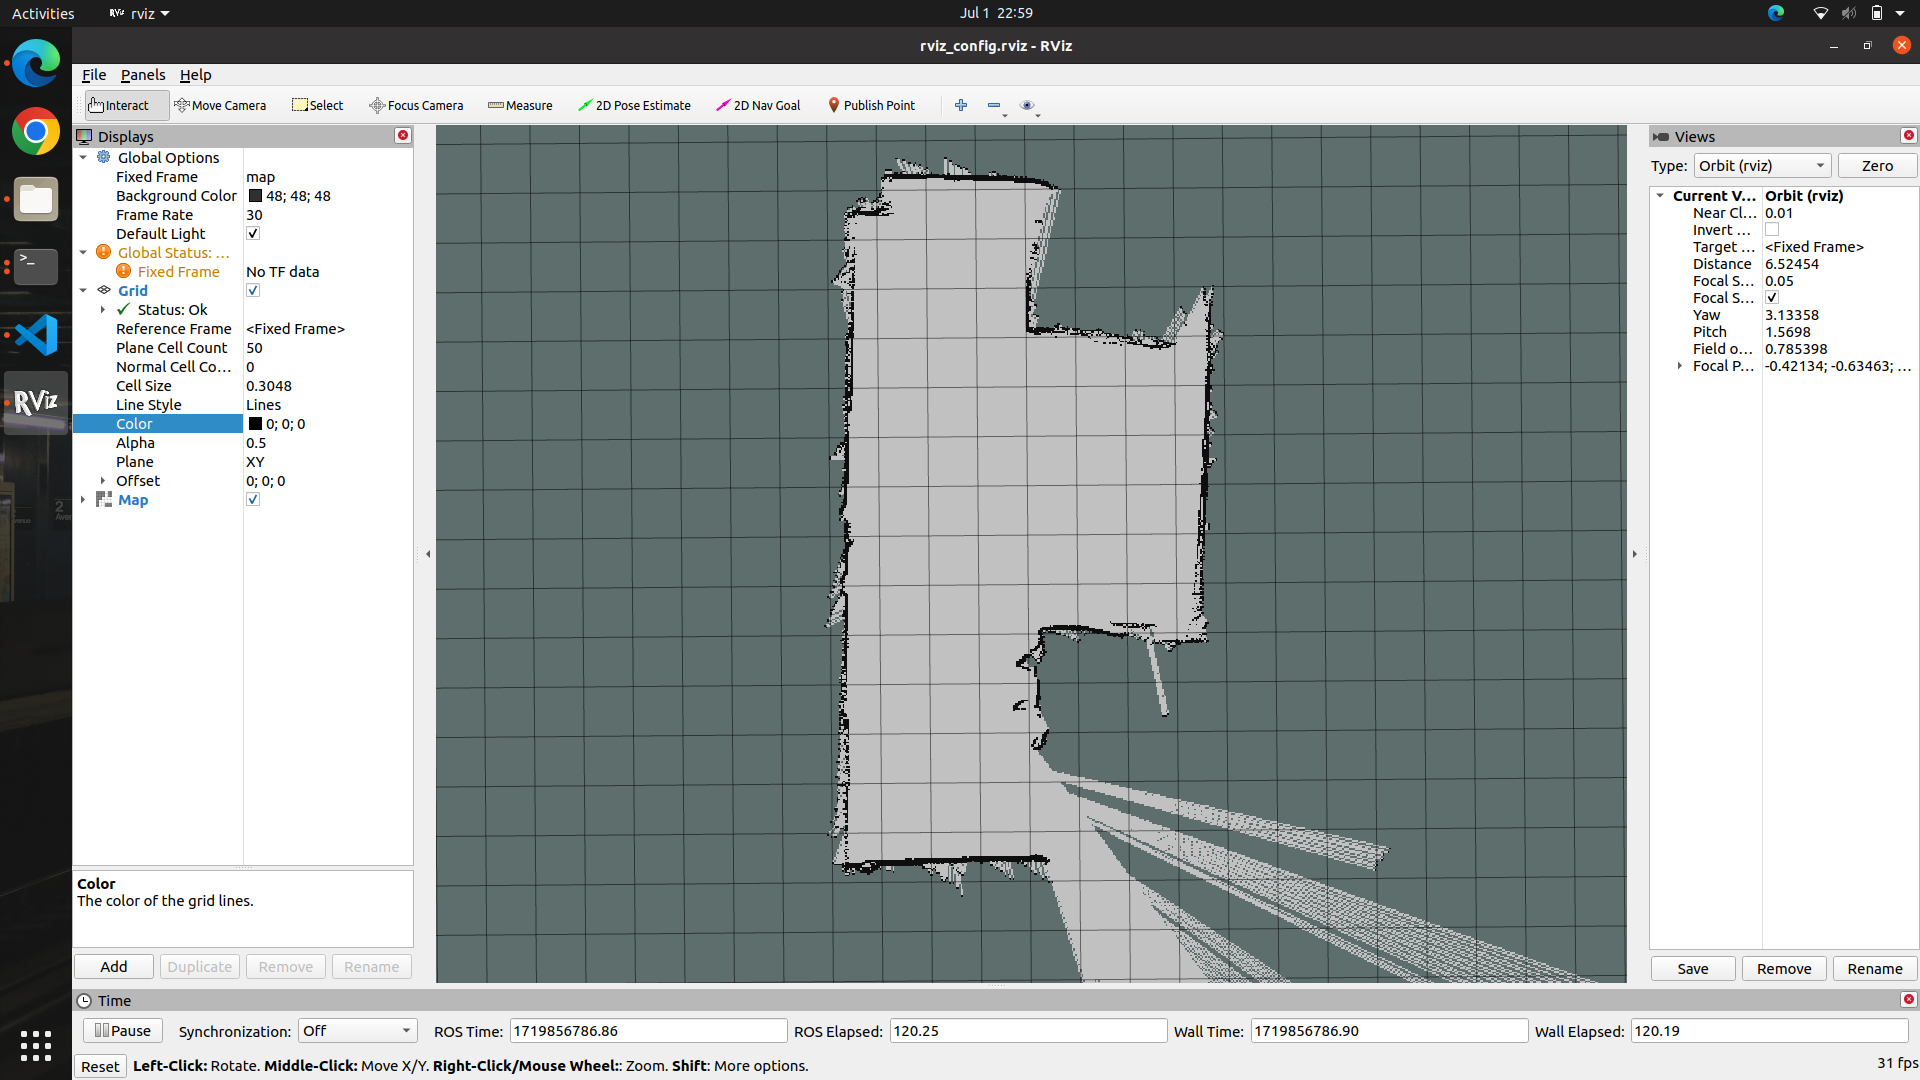 Activities
RViz rviz
Jul 1 22:59
rviz_config.rviz - RViz
File Panels Help
Interact Move Camera Select Focus Camera Measure 2D Pose Estimate 2D Nav Goal Publish Point
Displays
Global Options
Fixed Frame map
Background Color 48; 48; 48
Frame Rate 30
Default Light
Global Status: ...
Fixed Frame No TF data
Grid
Status: Ok
Reference Frame <Fixed Frame>
Plane Cell Count 50
Normal Cell Co... 0
Cell Size 0.3048
Line Style Lines
Color 0; 0; 0
Alpha 0.5
Plane XY
Offset 0; 0; 0
Map
Color
The color of the grid lines.
Add Duplicate Remove Rename
RViz
Views
Type: Orbit (rviz) Zero
Current V... Orbit (rviz)
Near Cl... 0.01
Invert ...
Target ... <Fixed Frame>
Distance 6.52454
Focal S... 0.05
Focal S...
Yaw 3.13358
Pitch 1.5698
Field o... 0.785398
Focal P... -0.42134; -0.63463; ...
Save Remove Rename
Time
Pause Synchronization: Off ROS Time: 1719856786.86 ROS Elapsed: 120.25 Wall Time: 1719856786.90 Wall Elapsed: 120.19
Reset Left-Click: Rotate. Middle-Click: Move X/Y. Right-Click/Mouse Wheel:: Zoom. Shift: More options.
31 fps